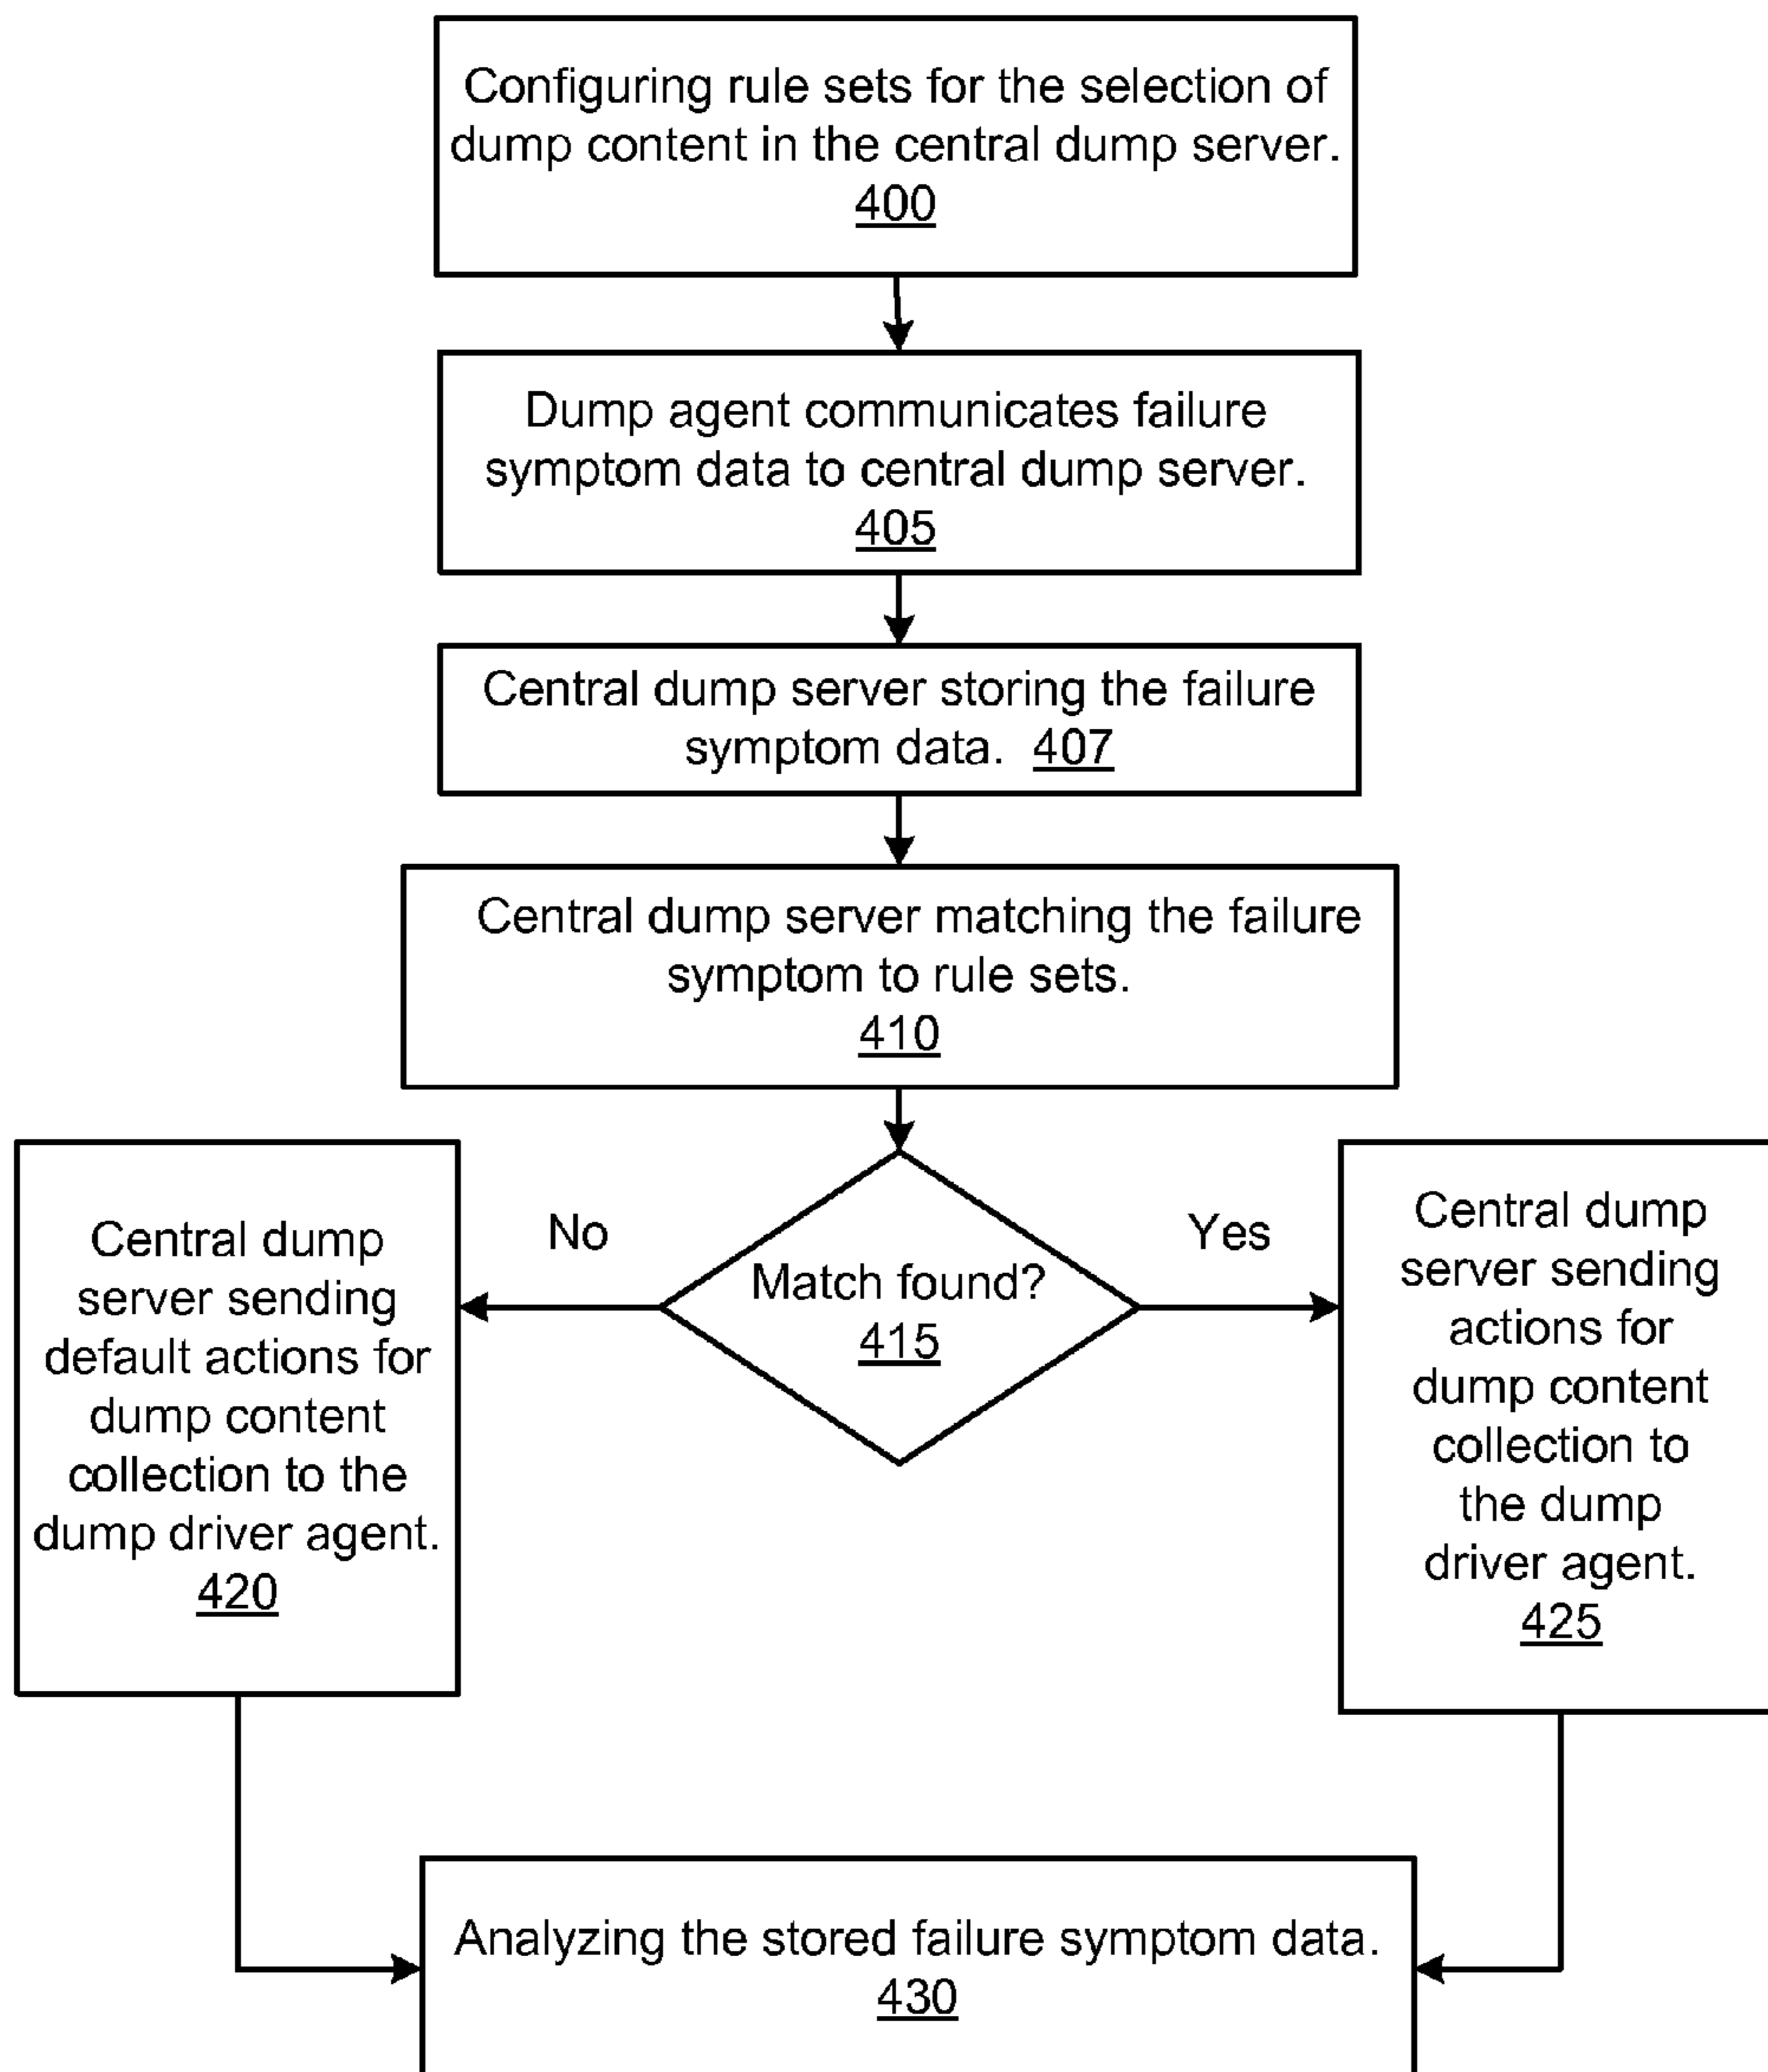 Configuring rule sets for the selection of
dump content in the central dump server.
400
Dump agent communicates failure
symptom data to central dump server.
405
Central dump server storing the failure
symptom data. 407
Central dump server matching the failure
symptom to rule sets.
410
No
Match found?
415
Yes
Central dump
server sending
default actions for
dump content
collection to the
dump driver agent.
420
Central dump
server sending
actions for
dump content
collection to
the dump
driver agent.
425
Analyzing the stored failure symptom data.
430